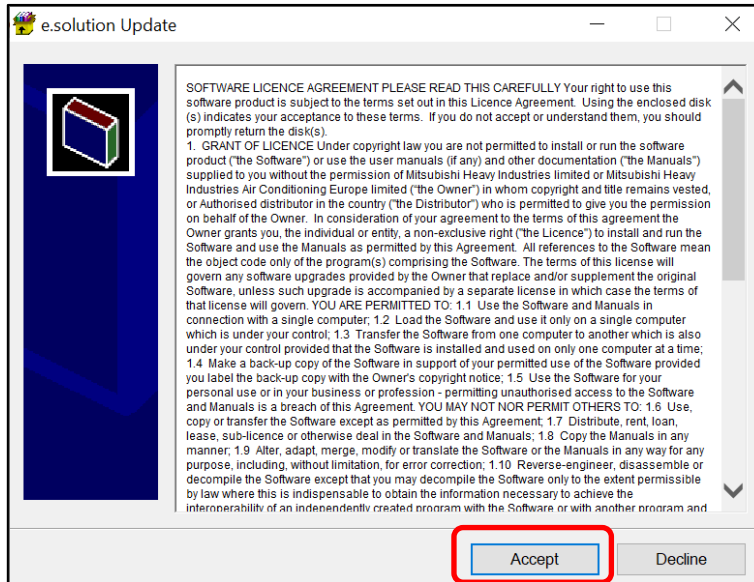 e.solution Update
SOFTWARE LICENCE AGREEMENT PLEASE READ THIS CAREFULLY Your right to use this
software product is subject to the terms set out in this Licence Agreement. Using the enclosed disk
(s) indicates your acceptance to these terms. If you do not accept or understand them, you should
promptly return the disk(s).
1. GRANT OF LICENCE Under copyright law you are not permitted to install or run the software
product ("the Software") or use the user manuals (if any) and other documentation ("the Manuals")
supplied to you without the permission of Mitsubishi Heavy Industries limited or Mitsubishi Heavy
Industries Air Conditioning Europe limited ("the Owner") in whom copyright and title remains vested,
or Authorised distributor in the country ("the Distributor") who is permitted to give you the permission
on behalf of the Owner. In consideration of your agreement to the terms of this agreement the
Owner grants you, the individual or entity, a non-exclusive right ("the Licence") to install and run the
Software and use the Manuals as permitted by this Agreement. All references to the Software mean
the object code only of the program(s) comprising the Software. The terms of this license will
govern any software upgrades provided by the Owner that replace and/or supplement the original
Software, unless such upgrade is accompanied by a separate license in which case the terms of
that license will govern. YOU ARE PERMITTED TO: 1.1 Use the Software and Manuals in
connection with a single computer; 1.2 Load the Software and use it only on a single computer
which is under your control; 1.3 Transfer the Software from one computer to another which is also
under your control provided that the Software is installed and used on only one computer at a time;
1.4 Make a back-up copy of the Software in support of your permitted use of the Software provided
you label the back-up copy with the Owner's copyright notice; 1.5 Use the Software for your
personal use or in your business or profession - permitting unauthorised access to the Software
and Manuals is a breach of this Agreement. YOU MAY NOT NOR PERMIT OTHERS TO: 1.6 Use,
copy or transfer the Software except as permitted by this Agreement; 1.7 Distribute, rent, loan,
lease, sub-licence or otherwise deal in the Software and Manuals; 1.8 Copy the Manuals in any
manner; 1.9 Alter, adapt, merge, modify or translate the Software or the Manuals in any way for any
purpose, including, without limitation, for error correction; 1.10 Reverse-engineer, disassemble or
decompile the Software except that you may decompile the Software only to the extent permissible
by law where this is indispensable to obtain the information necessary to achieve the
interoperability of an independently created program with the Software or with another program and
Accept
Decline